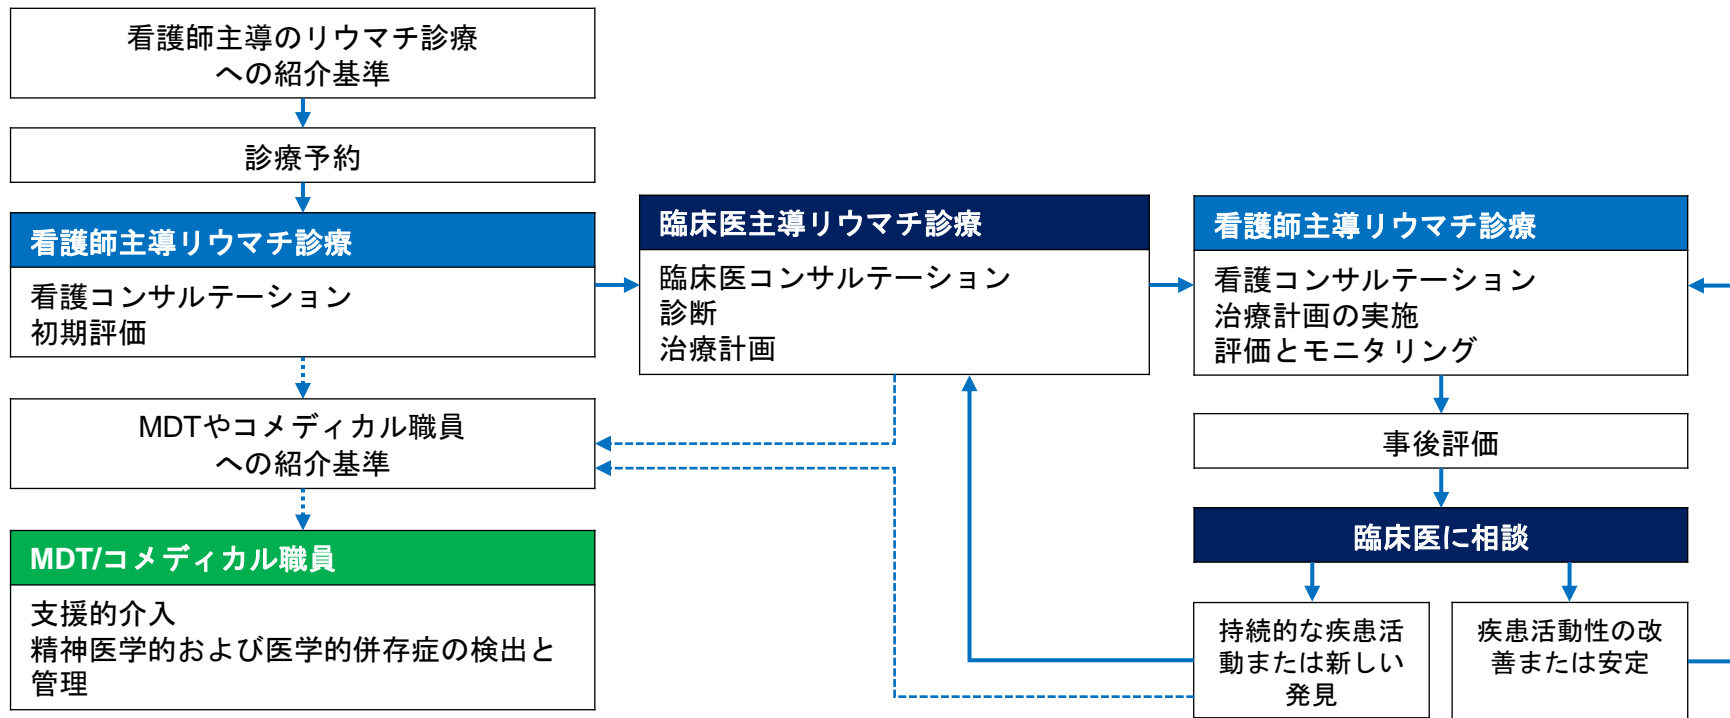 看護師主導のリウマチ診療
への紹介基準
診療予約
看護師主導リウマチ診療
看護コンサルテーション
初期評価
MDTやコメディカル職員
への紹介基準
MDT/コメディカル職員
支援的介入
精神医学的および医学的併存症の検出と
管理
臨床医主導リウマチ診療
臨床医コンサルテーション
診断
治療計画
看護師主導リウマチ診療
看護コンサルテーション
治療計画の実施
評価とモニタリング
事後評価
臨床医に相談
持続的な疾患活
動または新しい
発見
疾患活動性の改
善または安定